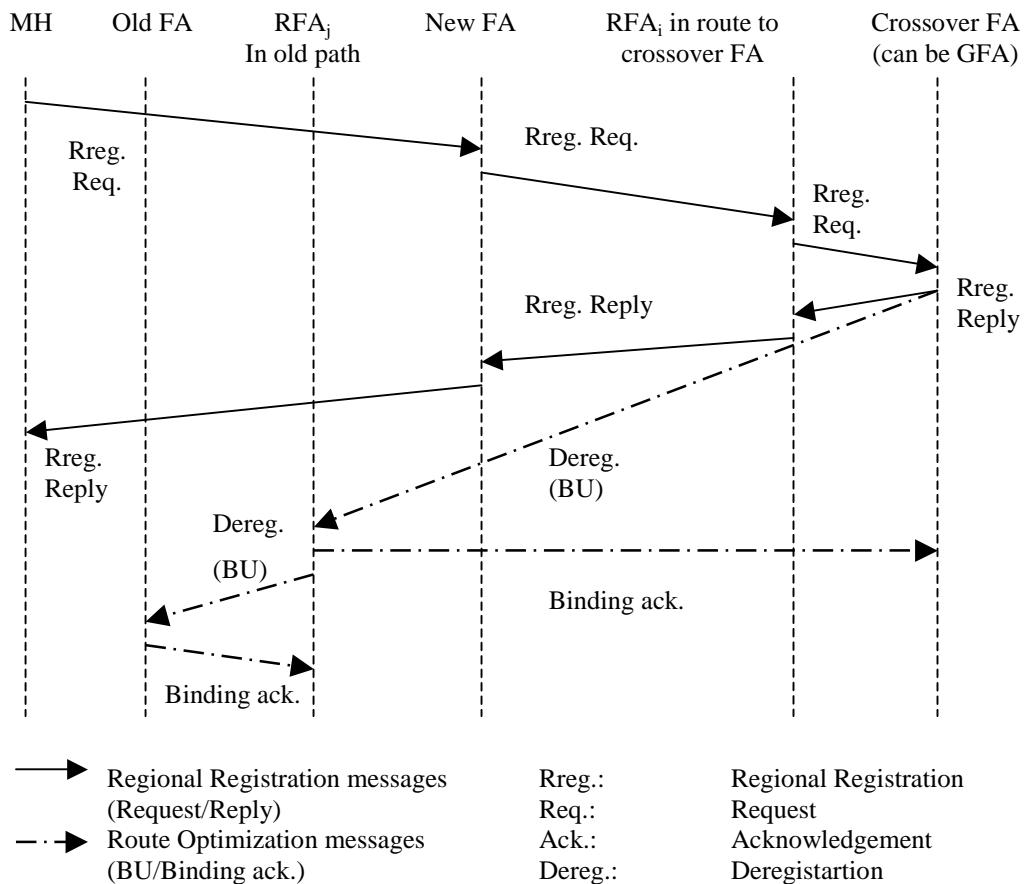 MH Old FA RFAj New FA RFAi in route to Crossover FA
In old path crossover FA (can be GFA)
Rreg. Req.
Rreg.
Req.
Rreg.
Req.
Rreg. Reply
Rreg.
Reply
Rreg.
Reply
Dereg.
(BU)
Dereg.
(BU)
Binding ack.
Binding ack.
Regional Registration messages Rreg.: Regional Registration
(Request/Reply) Req.: Request
Route Optimization messages Ack.: Acknowledgement
(BU/Binding ack.) Dereg.: Deregistartion